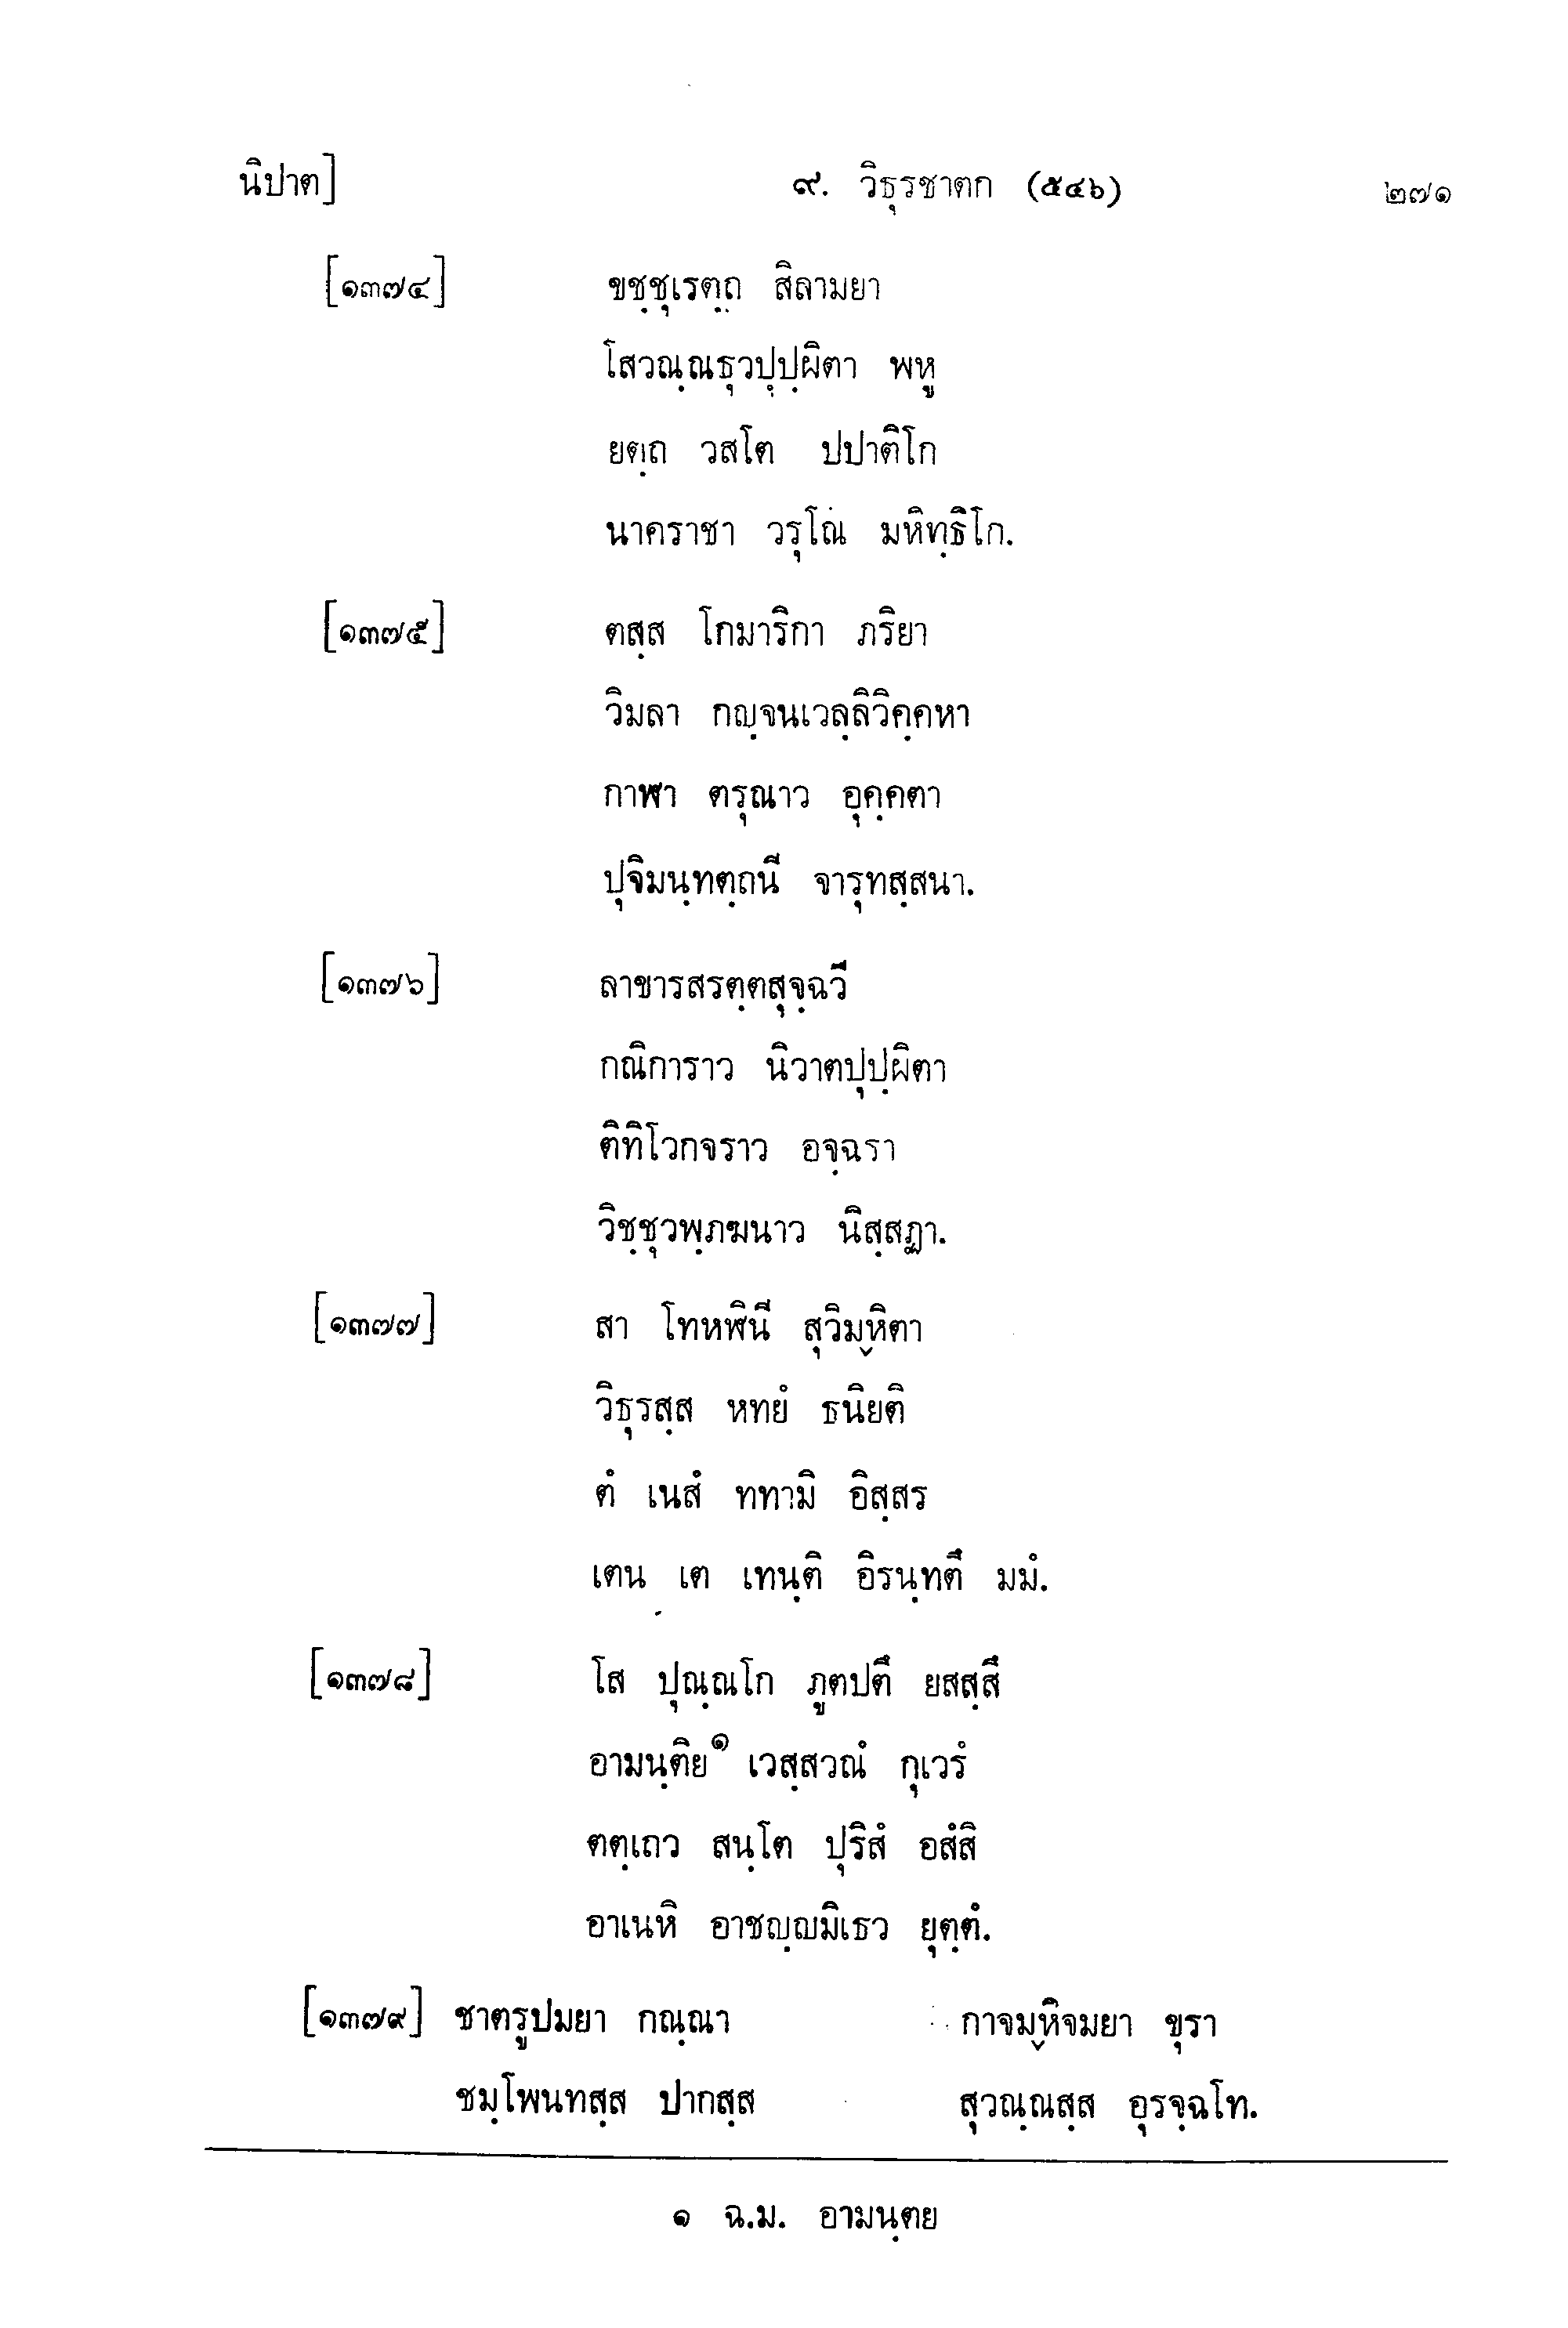 นิปาต] ๙. วิธุรชาตก (๕๔๖) ๒๗๑
[๑๓๗๔] ขชฺชุเรตฺถ สิลามยา
โสวณฺณธุวปุปฺผิตา พหู
ยตฺถ วสโต ปปาติโก
นาคราชา วรุโณ มหิทฺธิโก.
[๑๓๗๕] ตสฺส โกมาริกา ภริยา
วิมลา กญฺจนเวลฺลิวิคฺคหา
กาฬา ตรุณาว อุคฺคตา
ปุจิมนฺทตฺถนี จารุทสฺสนา.
[๑๓๗๖] ลาขารสรตฺตสุจฺฉวี
กณิการาว นิวาตปุปฺผิตา
ติทิโวกจราว อจฺฉรา
วิชฺชุวพฺภฆนาว นิสฺสฏา.
[๑๓๗๗] สา โทหฬินี สุวิมฺหิตา
วิธุรสฺส หทยํ ธนิยติ
ตํ เนสํ ททามิ อิสฺสร
เตน เต เทนฺติ อิรนฺทตึ มมํ.
[๑๓๗๘] โส ปุณฺณโก ภูตปตึ ยสสฺสึ
อามนฺติย๑ เวสฺสวณํ กุเวรํ
ตตฺเถว สนฺโต ปุริสํ อสํสิ
อาเนหิ อาชญฺญมิเธว ยุตฺตํ.
[๑๓๗๙] ชาตรูปมยา กณฺณา กาจมฺหิจมยา ขุรา
ชมฺโพนทสฺส ปากสฺส สุวณฺณสฺส อุรจฺฉโท.
๑ ฉ.ม. อามนฺตย